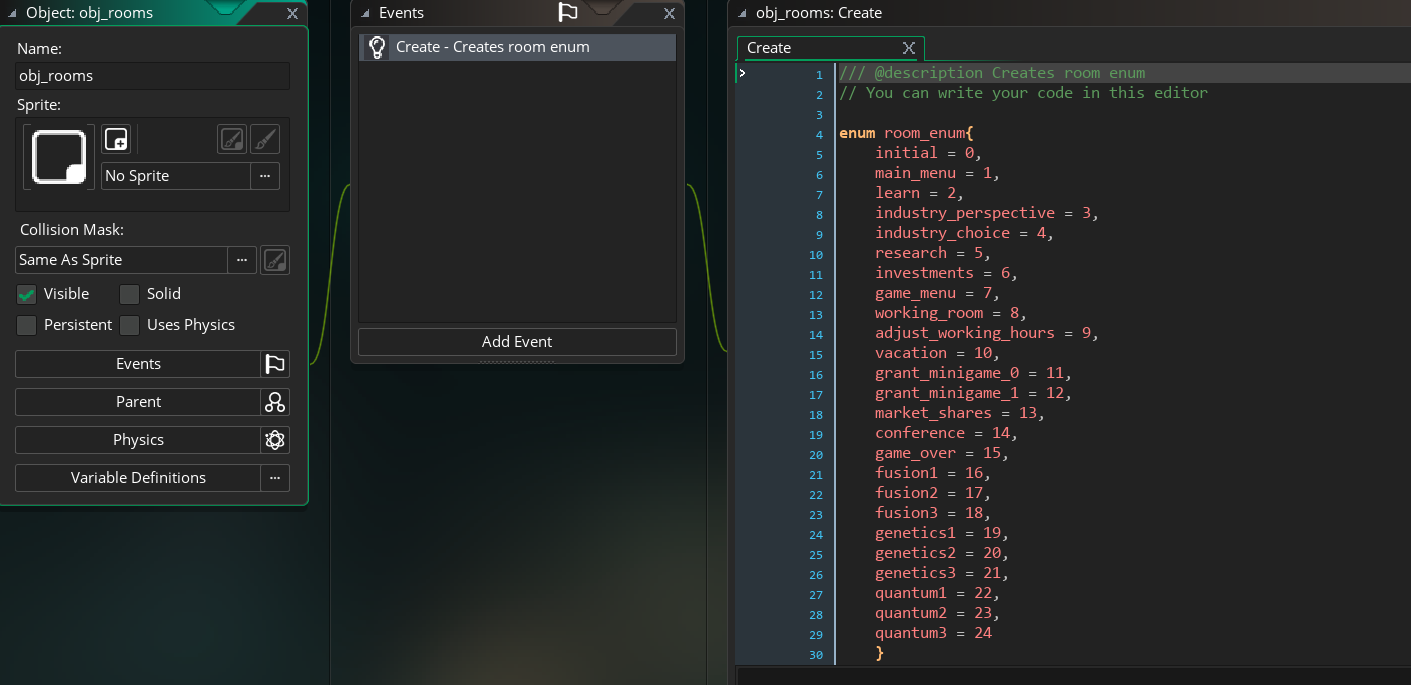 Object: obj_rooms
Name:
obj_rooms
Sprite:
No Sprite
...
Collision Mask:
Same As Sprite
...
Visible
Solid
Persistent
Uses Physics
Events
Parent
Physics
Variable Definitions
...
Events
Create - Creates room enum
Add Event
obj_rooms: Create
Create
1 /// @description Creates room enum
2 // You can write your code in this editor
3
4 enum room_enum{
5 initial = 0,
6 main_menu = 1,
7 learn = 2,
8 industry_perspective = 3,
9 industry_choice = 4,
10 research = 5,
11 investments = 6,
12 game_menu = 7,
13 working_room = 8,
14 adjust_working_hours = 9,
15 vacation = 10,
16 grant_minigame_0 = 11,
17 grant_minigame_1 = 12,
18 market_shares = 13,
19 conference = 14,
20 game_over = 15,
21 fusion1 = 16,
22 fusion2 = 17,
23 fusion3 = 18,
24 genetics1 = 19,
25 genetics2 = 20,
26 genetics3 = 21,
27 quantum1 = 22,
28 quantum2 = 23,
29 quantum3 = 24
30 }